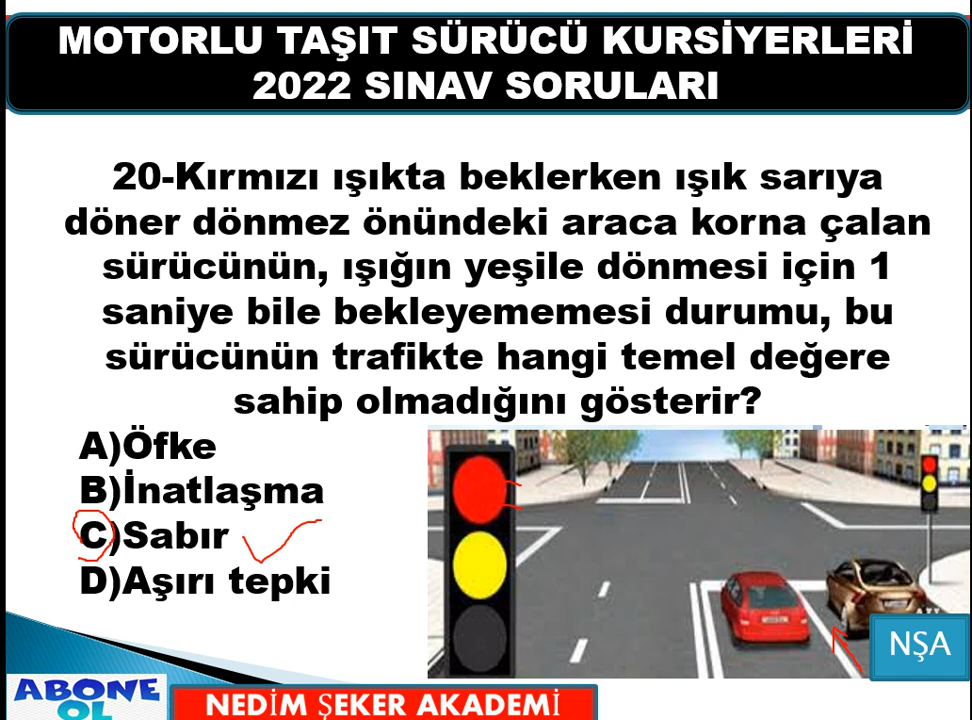 MOTORLU TAŞIT SÜRÜCÜ KURSİYERLERİ
2022 SINAV SORULARI
20-Kırmızı ışıkta beklerken ışık sarıya
döner dönmez önündeki araca korna çalan
sürücünün, ışığın yeşile dönmesi için 1
saniye bile bekleyememesi durumu, bu
sürücünün trafikte hangi temel değere
sahip olmadığını gösterir?
A)Öfke
B)İnatlaşma
C)Sabır
D)Aşırı tepki
NŞA
ABONE
OL
NEDİM ŞEKER AKADEMİ